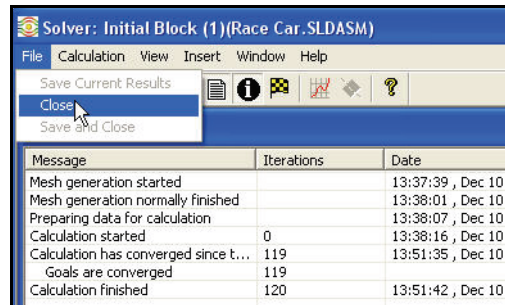 Solver: Initial Block (1)(Race Car.SLDASM)
File Calculation View Insert Window Help
Save Current Results
Close
Save and Close
Message Iterations Date
Mesh generation started 13:37:39 , Dec 10
Mesh generation normally finished 13:38:01 , Dec 10
Preparing data for calculation 13:38:07 , Dec 10
Calculation started 0 13:38:16 , Dec 10
Calculation has converged since t... 119 13:51:35 , Dec 10
Goals are converged 119
Calculation finished 120 13:51:42 , Dec 10